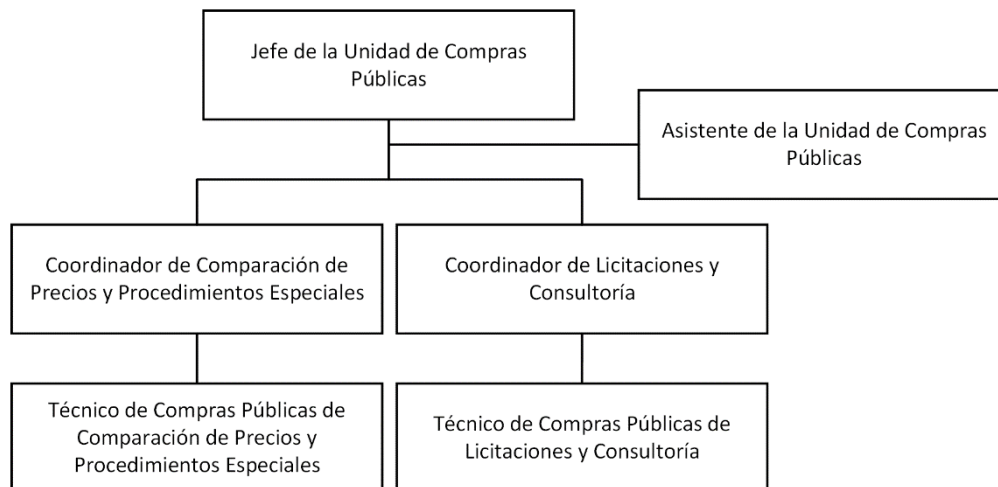 Jefe de la Unidad de Compras
Públicas
Asistente de la Unidad de Compras
Públicas
Coordinador de Comparación de
Precios y Procedimientos Especiales
Coordinador de Licitaciones y
Consultoría
Técnico de Compras Públicas de
Comparación de Precios y
Procedimientos Especiales
Técnico de Compras Públicas de
Licitaciones y Consultoría